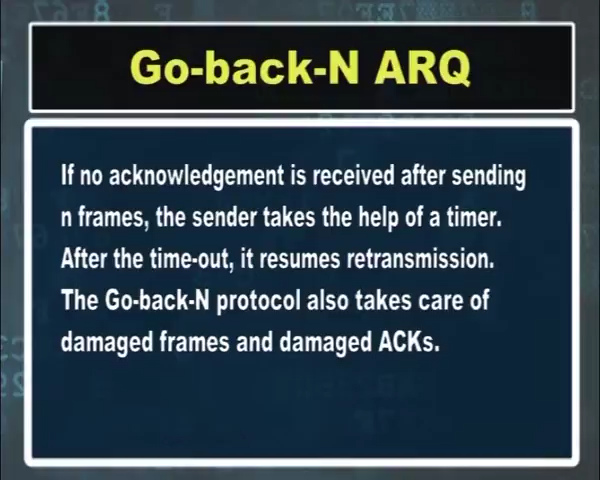 Go-back-N ARQ
If no acknowledgement is received after sending
n frames, the sender takes the help of a timer.
After the time-out, it resumes retransmission.
The Go-back-N protocol also takes care of
damaged frames and damaged ACKs.